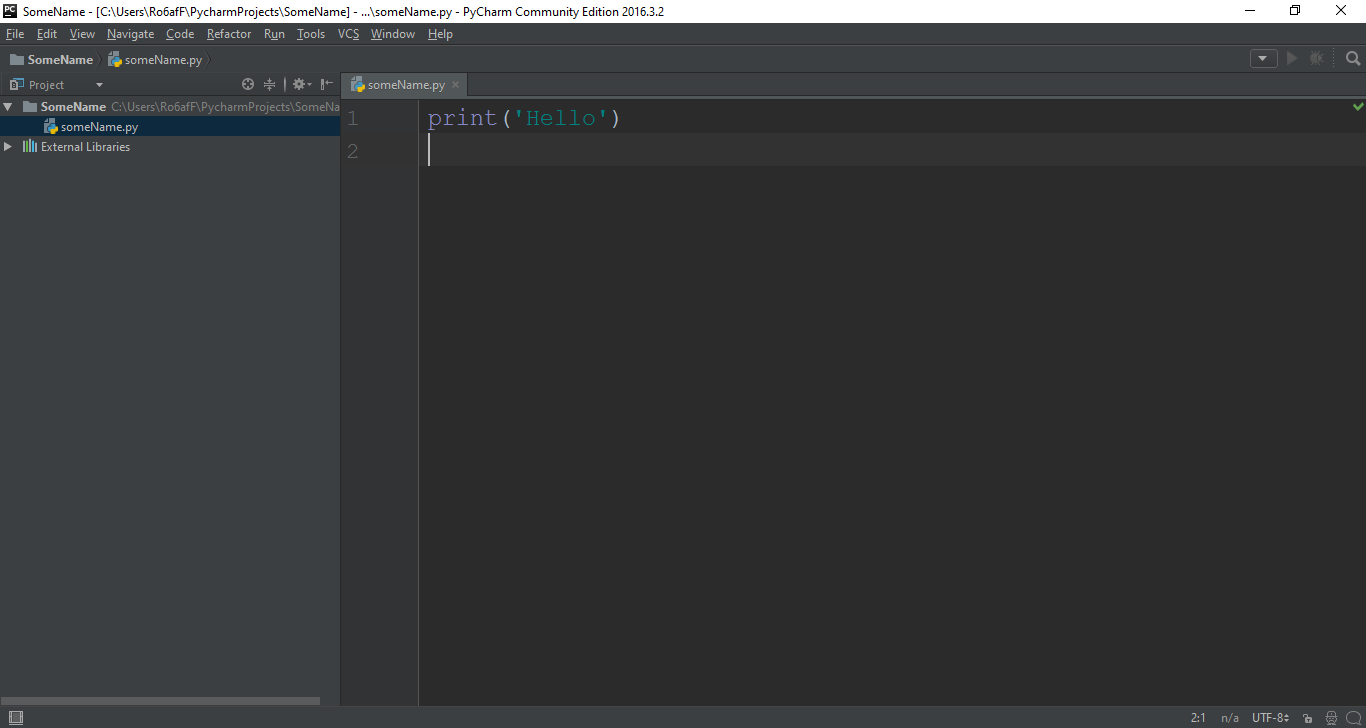 PC SomeName - [C:\Users\Ro6afF\PycharmProjects\SomeName] - ...\someName.py - PyCharm Community Edition 2016.3.2
File Edit View Navigate Code Refactor Run Tools VCS Window Help
SomeName someName.py
Project
someName.py
SomeName C:\Users\Ro6afF\PycharmProjects\SomeNa
someName.py
External Libraries
1 print('Hello')
2
2:1 n/a UTF-8